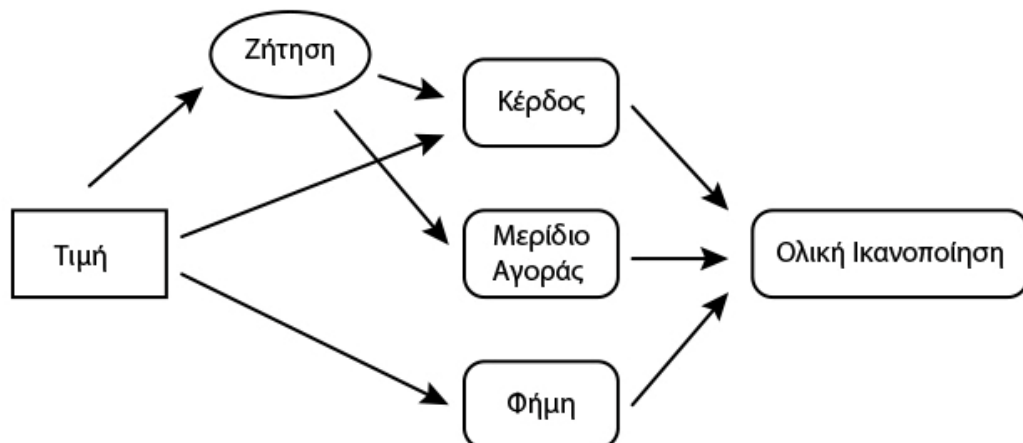 Ζήτηση
Κέρδος
Τιμή
Μερίδιο
Αγοράς
Ολική Ικανοποίηση
Φήμη